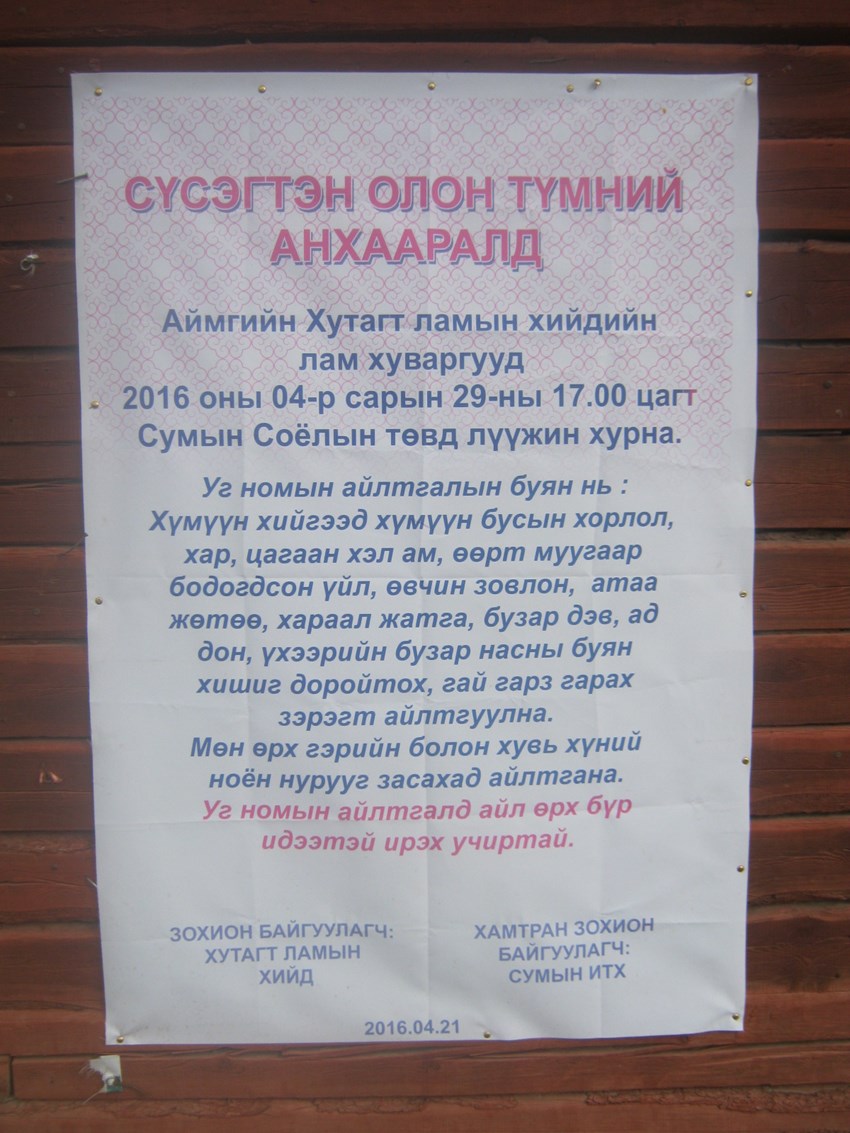 СҮСЭГТЭН ОЛОН ТҮМНИЙ
АНХААРАЛД
Аймгийн Хутагт ламын хийдийн
лам хуваргууд
2016 оны 04-р сарын 29-ны 17.00 цагт
Сумын Соёлын төвд лүүжин хурна.
Уг номын айлтгалын буян нь :
Хүмүүн хийгээд хүмүүн бусын хорлол,
хар, цагаан хэл ам, өөрт муугаар
бодогдсон үйл, өвчин зовлон, атаа
жөтөө, хараал жатга, бузар дэв, ад
дон, үхээрийн бузар насны буян
хишиг доройтох, гай гарз гарах
зэрэгт айлтгуулна.
Мөн өрх гэрийн болон хувь хүний
ноён нурууг засахад айлтгана.
Уг номын айлтгалд айл өрх бүр
идээтэй ирэх учиртай.
ЗОХИОН БАЙГУУЛАГЧ:
ХУТАГТ ЛАМЫН
ХИЙД
ХАМТРАН ЗОХИОН
БАЙГУУЛАГЧ:
СУМЫН ИТХ
2016.04.21